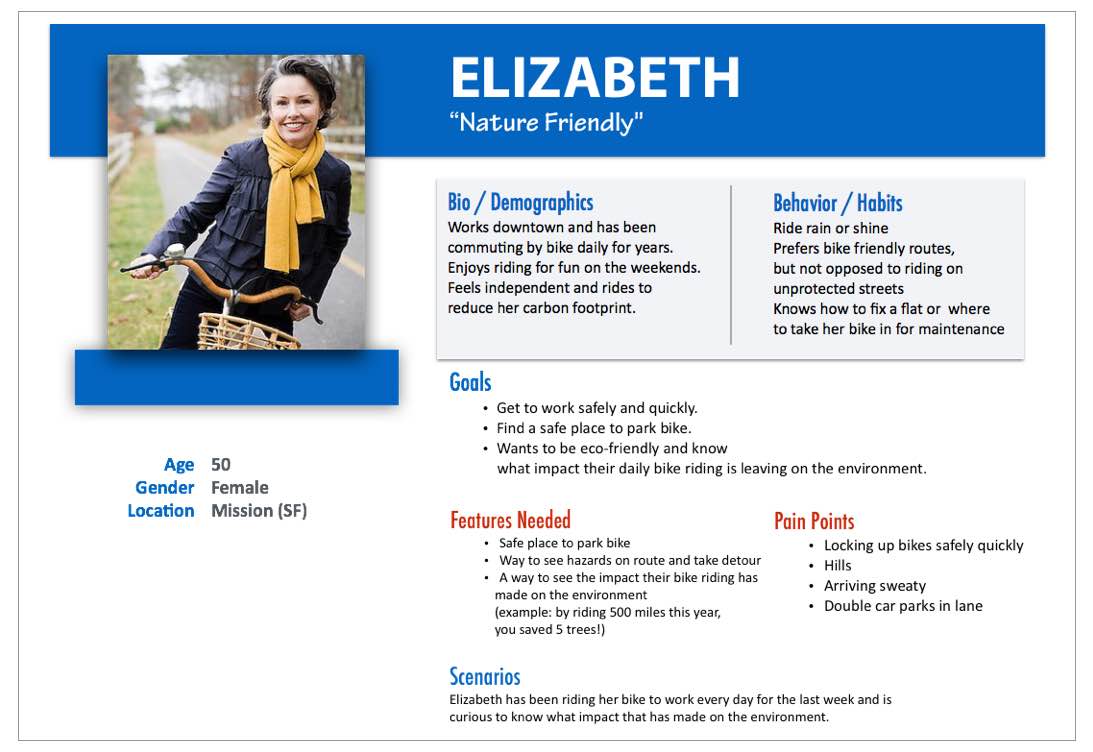 ELIZABETH
“Nature Friendly"
Bio / Demographics
Works downtown and has been
commuting by bike daily for years.
Enjoys riding for fun on the weekends.
Feels independent and rides to
reduce her carbon footprint.
Behavior / Habits
Ride rain or shine
Prefers bike friendly routes,
but not opposed to riding on
unprotected streets
Knows how to fix a flat or  where
to take her bike in for maintenance
Goals
• Get to work safely and quickly.
• Find a safe place to park bike.
• Wants to be eco-friendly and know
what impact their daily bike riding is leaving on the environment.
Age 50
Gender Female
Location Mission (SF)
Features Needed
• Safe place to park bike
• Way to see hazards on route and take detour
• A way to see the impact their bike riding has
made on the environment
(example: by riding 500 miles this year,
you saved 5 trees!)
Pain Points
• Locking up bikes safely quickly
• Hills
• Arriving sweaty
• Double car parks in lane
Scenarios
Elizabeth has been riding her bike to work every day for the last week and is
curious to know what impact that has made on the environment.